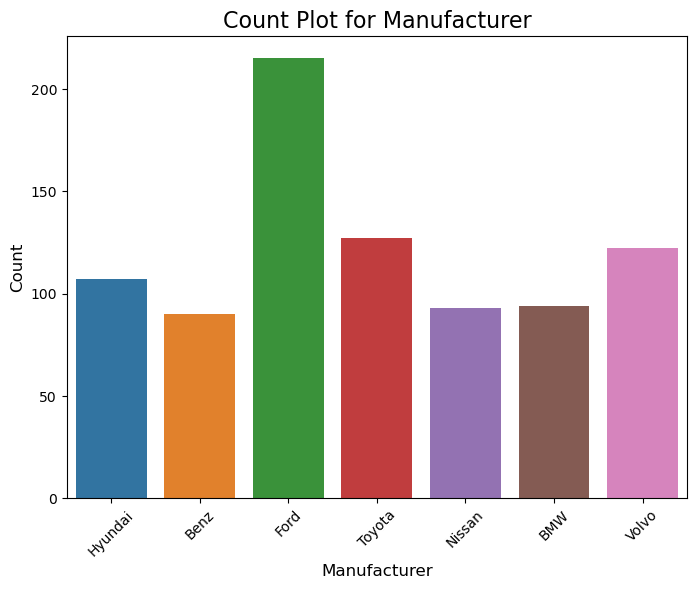 Count Plot for Manufacturer
200
150
100
50
0
Count
Hyundai
Benz
Ford
Toyota
Nissan
BMW
Volvo
Manufacturer